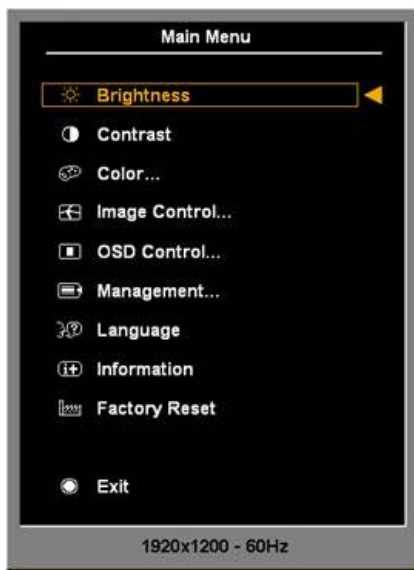 Main Menu
Brightness
Contrast
Color...
Image Control...
OSD Control...
Management...
Language
Information
Factory Reset
Exit
1920x1200 - 60Hz